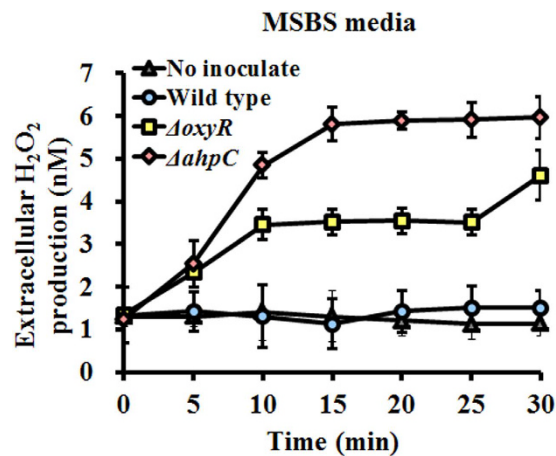 MSBS media
No inoculate
Wild type
ΔoxyR
ΔahpC
Extracellular H₂O₂
production (nM)
7
6
5
4
3
2
1
0
0 5 10 15 20 25 30
Time (min)